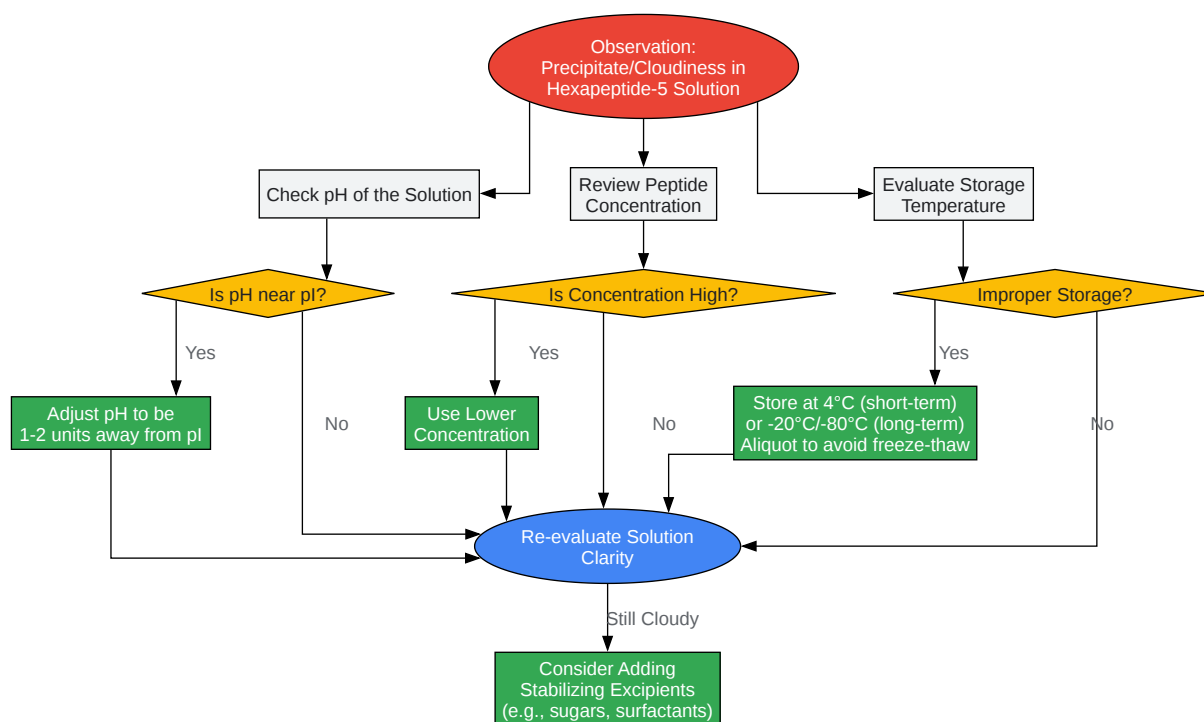 Observation:
Precipitate/Cloudiness in
Hexapeptide-5 Solution
Check pH of the Solution
Review Peptide
Concentration
Evaluate Storage
Temperature
Is pH near pI?
Is Concentration High?
Improper Storage?
Yes
Yes
Yes
Adjust pH to be
1-2 units away from pI
No
Use Lower
Concentration
No
Store at 4°C (short-term)
or -20°C/-80°C (long-term)
Aliquot to avoid freeze-thaw
No
Re-evaluate Solution
Clarity
Still Cloudy
Consider Adding
Stabilizing Excipients
(e.g., sugars, surfactants)